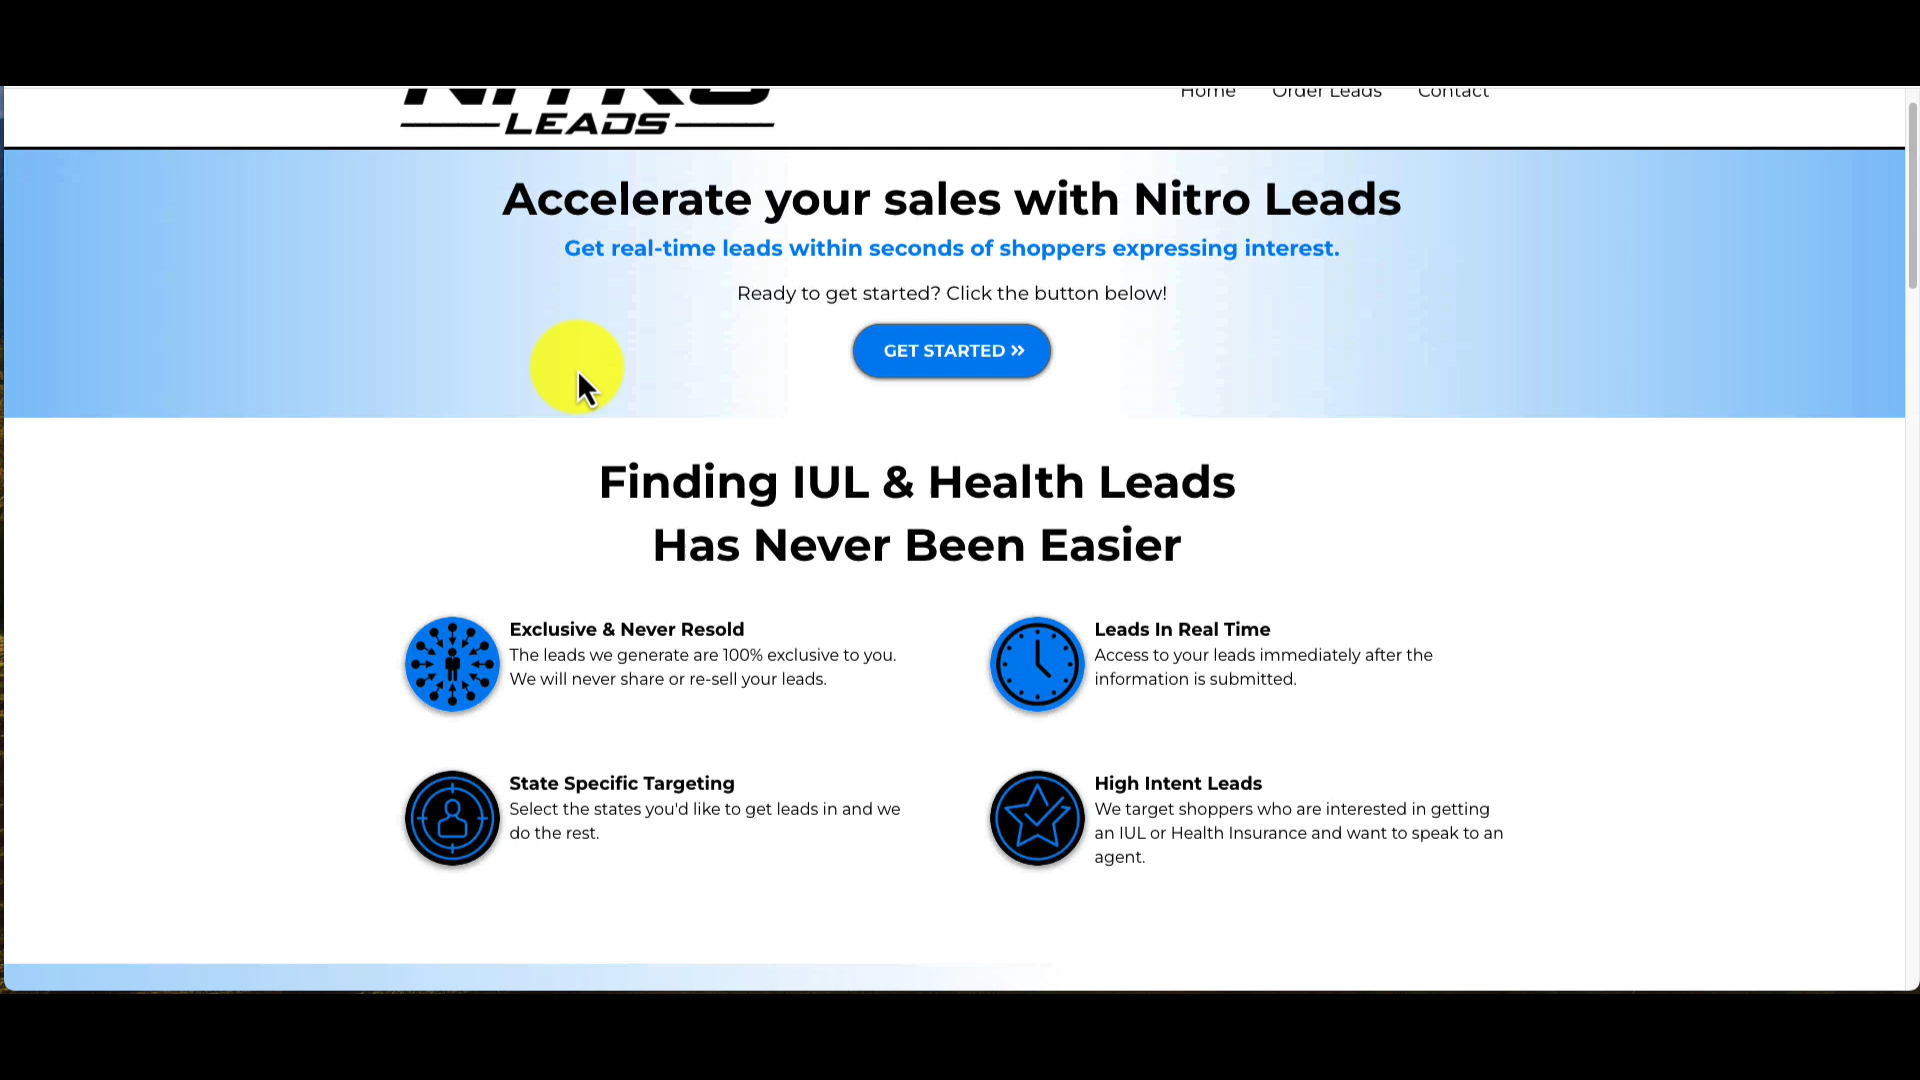 NITRO
LEADS
Home Order Leads Contact
Accelerate your sales with Nitro Leads
Get real-time leads within seconds of shoppers expressing interest.
Ready to get started? Click the button below!
GET STARTED »
Finding IUL & Health Leads
Has Never Been Easier
Exclusive & Never Resold
The leads we generate are 100% exclusive to you.
We will never share or re-sell your leads.
Leads In Real Time
Access to your leads immediately after the
information is submitted.
State Specific Targeting
Select the states you'd like to get leads in and we
do the rest.
High Intent Leads
We target shoppers who are interested in getting
an IUL or Health Insurance and want to speak to an
agent.